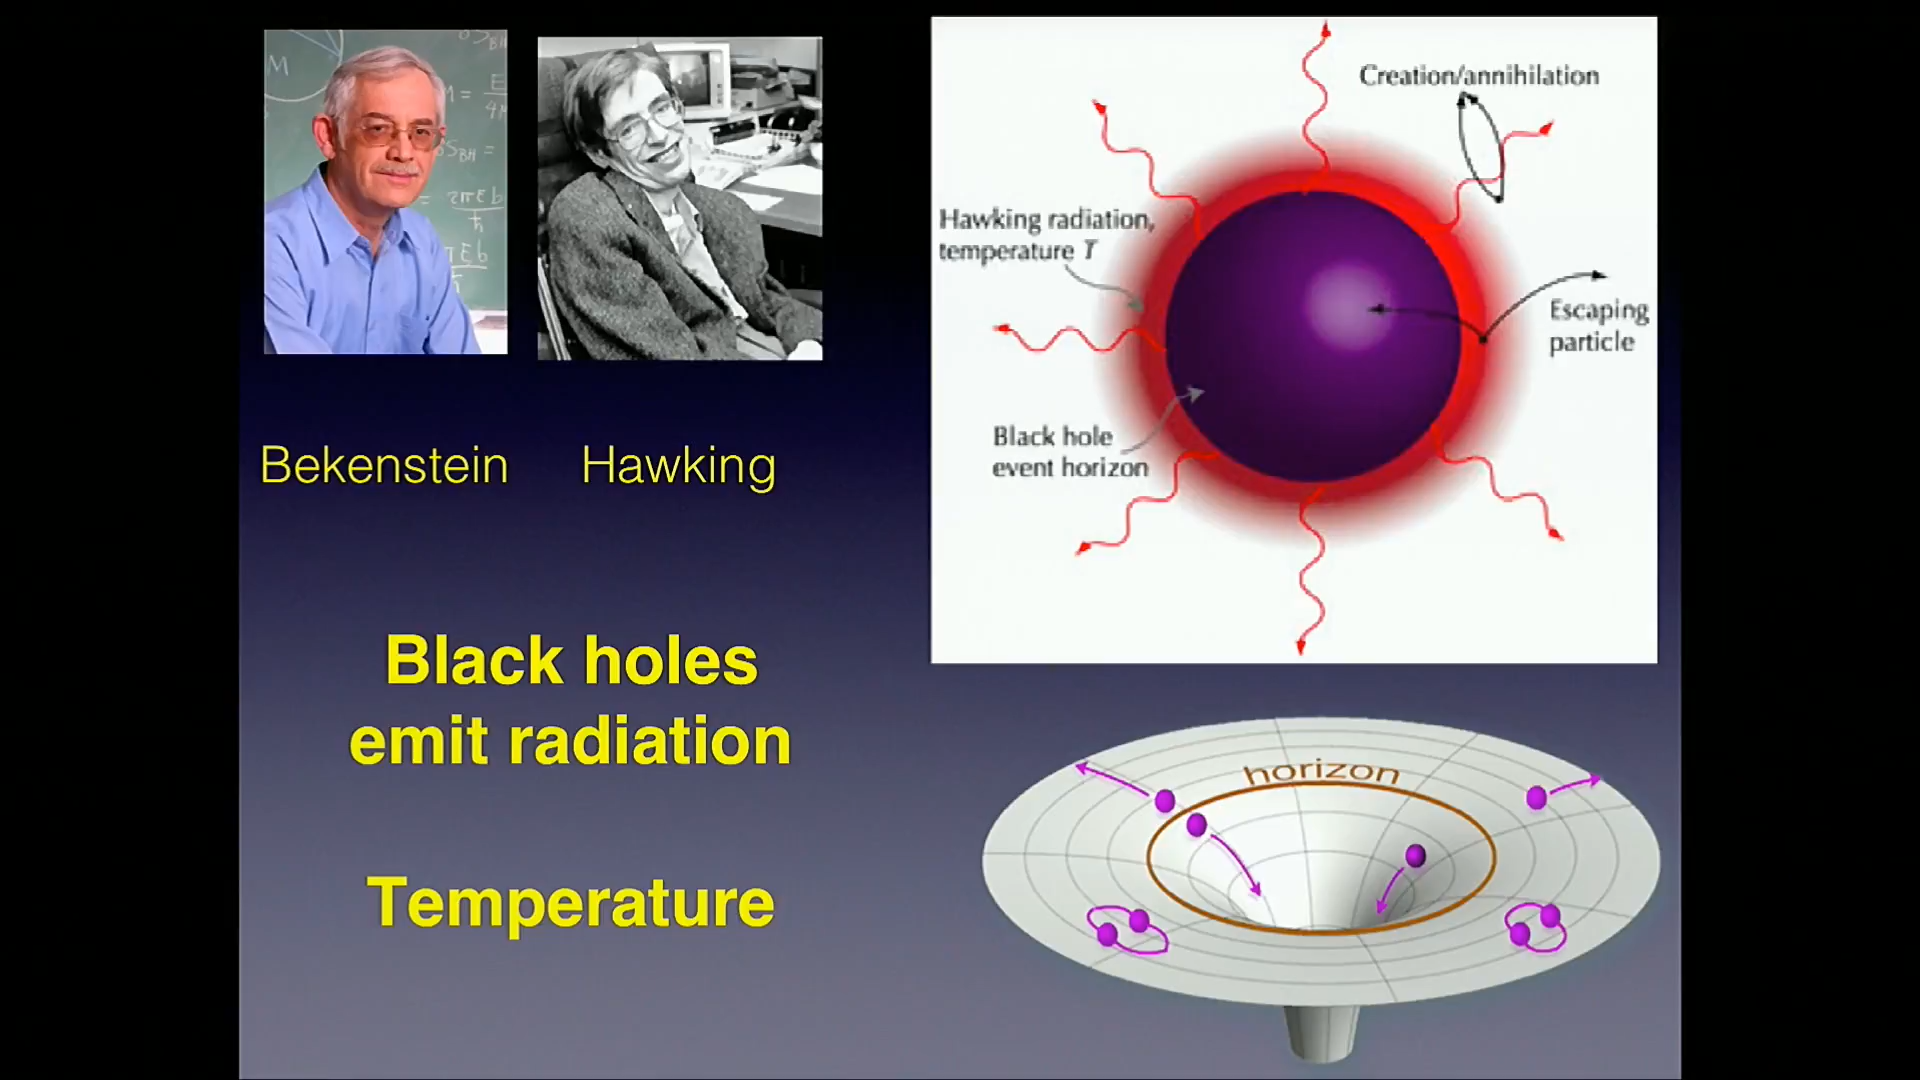 Bekenstein
Hawking
Black holes
emit radiation
Temperature
Creation/annihilation
Hawking radiation,
temperature T
Escaping
particle
Black hole
event horizon
horizon